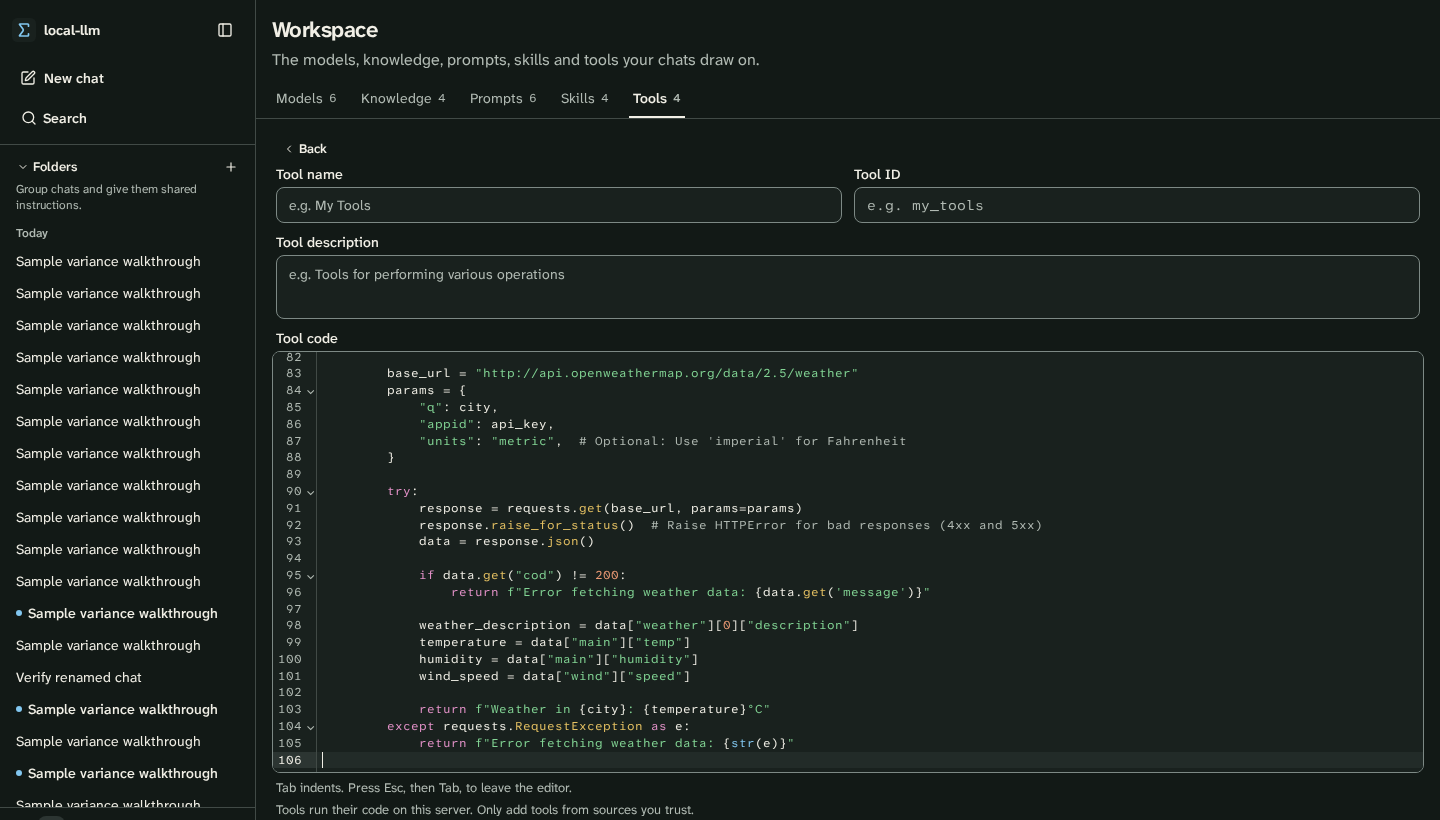 local-llm
New chat
Search
Folders
Group chats and give them shared
instructions.
Today
Sample variance walkthrough
Sample variance walkthrough
Sample variance walkthrough
Sample variance walkthrough
Sample variance walkthrough
Sample variance walkthrough
Sample variance walkthrough
Sample variance walkthrough
Sample variance walkthrough
Sample variance walkthrough
Sample variance walkthrough
Sample variance walkthrough
Sample variance walkthrough
Verify renamed chat
Sample variance walkthrough
Sample variance walkthrough
Sample variance walkthrough
Sample variance walkthrough
Workspace
The models, knowledge, prompts, skills and tools your chats draw on.
Models 6 Knowledge 4 Prompts 6 Skills 4 Tools 4
Back
Tool name Tool ID
e.g. My Tools e.g. my_tools
Tool description
e.g. Tools for performing various operations
Tool code
82
83 base_url = "http://api.openweathermap.org/data/2.5/weather"
84 params = {
85 "q": city,
86 "appid": api_key,
87 "units": "metric",  # Optional: Use 'imperial' for Fahrenheit
88 }
89
90 try:
91 response = requests.get(base_url, params=params)
92 response.raise_for_status()  # Raise HTTPError for bad responses (4xx and 5xx)
93 data = response.json()
94
95 if data.get("cod") != 200:
96 return f"Error fetching weather data: {data.get('message')}"
97
98 weather_description = data["weather"][0]["description"]
99 temperature = data["main"]["temp"]
100 humidity = data["main"]["humidity"]
101 wind_speed = data["wind"]["speed"]
102
103 return f"Weather in {city}: {temperature}°C"
104 except requests.RequestException as e:
105 return f"Error fetching weather data: {str(e)}"
106
Tab indents. Press Esc, then Tab, to leave the editor.
Tools run their code on this server. Only add tools from sources you trust.